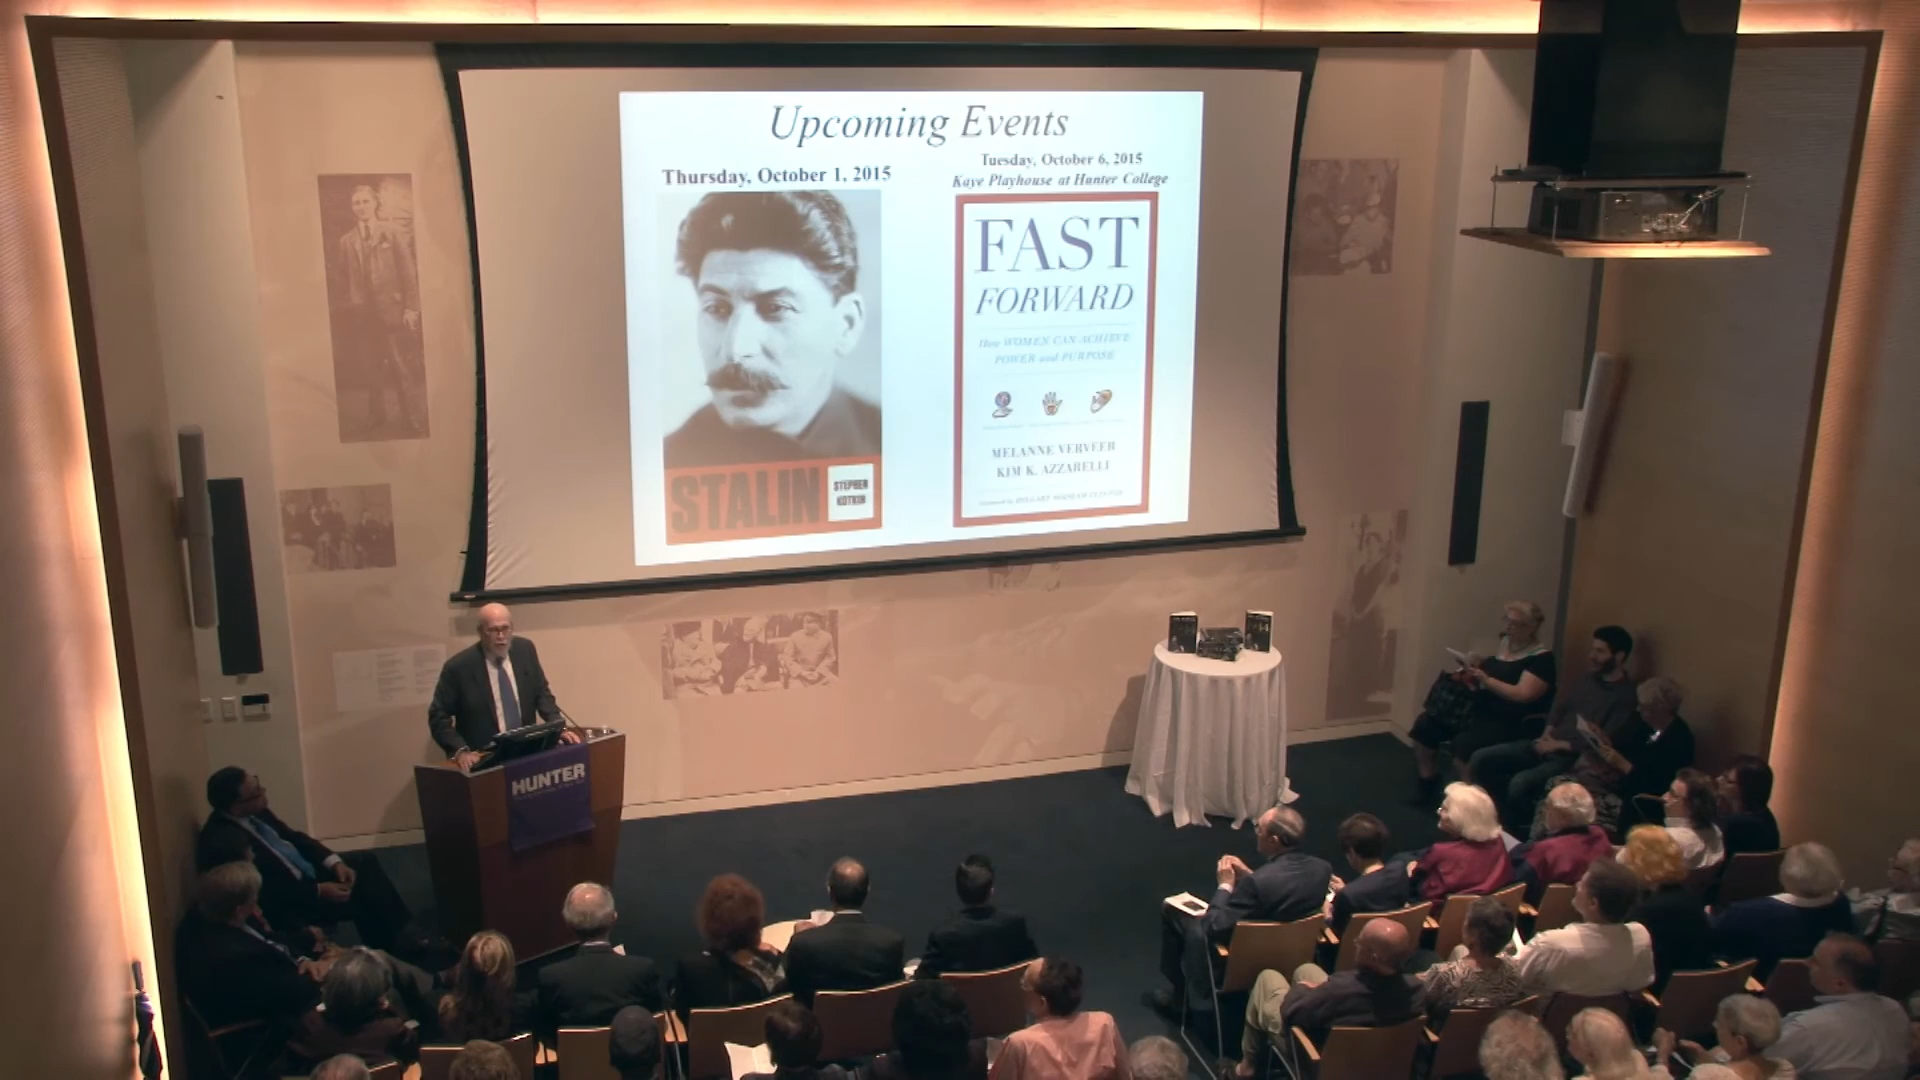 Upcoming Events
Thursday, October 1, 2015
STALIN
STEPHEN
KOTKIN
Tuesday, October 6, 2015
Kaye Playhouse at Hunter College
FAST
FORWARD
How WOMEN CAN ACHIEVE
POWER and PURPOSE
MELANNE VERVEER
KIM K. AZZARELLI
HUNTER